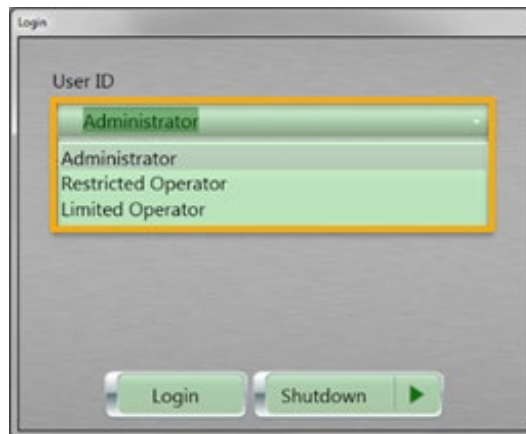 Login
User ID
Administrator
Administrator
Restricted Operator
Limited Operator
Login
Shutdown